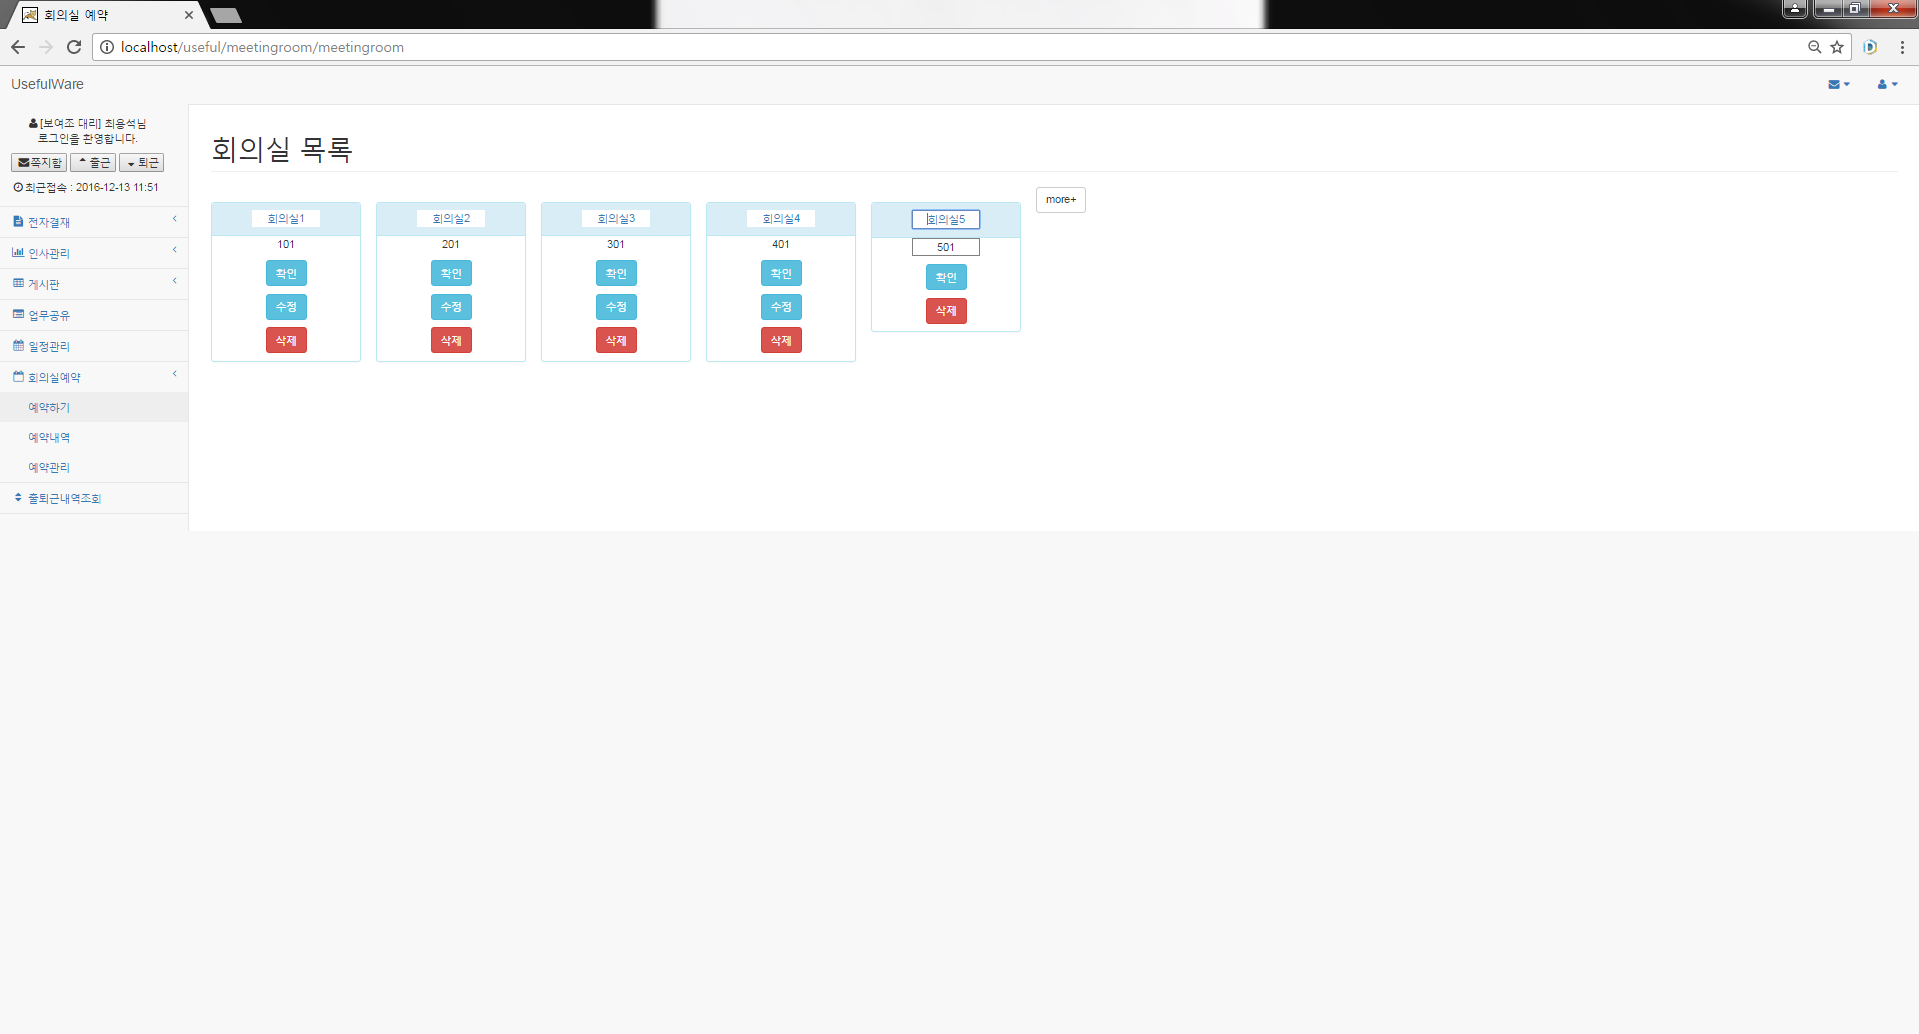 회의실 예약
localhost/useful/meetingroom/meetingroom
UsefulWare
[보여조 대리] 최용석님
로그인을 환영합니다.
쪽지함 출근 퇴근
최근접속 : 2016-12-13 11:51
전자결재
인사관리
게시판
업무공유
일정관리
회의실예약
예약하기
예약내역
예약관리
출퇴근내역조회
회의실 목록
회의실1 회의실2 회의실3 회의실4 회의실5 more+
101 201 301 401 501
확인 확인 확인 확인 확인
수정 수정 수정 수정 삭제
삭제 삭제 삭제 삭제